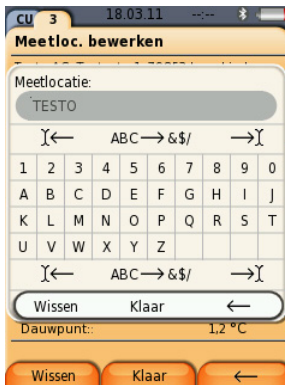 CU 3 18.03.11 --:--
Meetloc. bewerken
Meetlocatie:
TESTO
ABC→&$/
1 2 3 4 5 6 7 8 9 0
A B C D E F G H I J
K L M N O P Q R S T
U V W X Y Z
ABC→&$/
Wissen Klaar ←
Dauwpunt:: 1,2 °C
Wissen Klaar ←